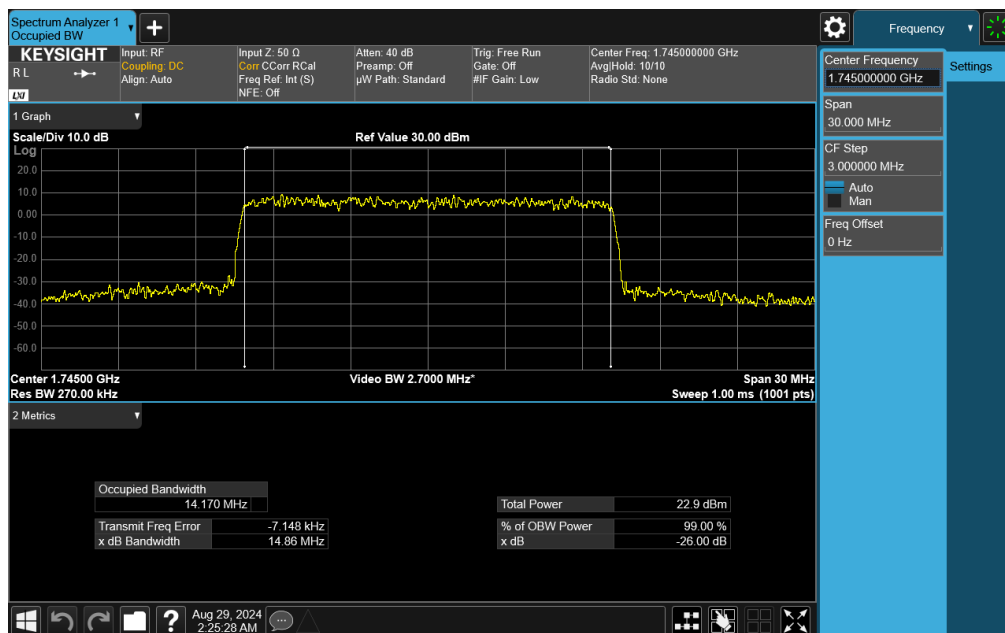 Spectrum Analyzer 1
Occupied BW
Frequency
KEYSIGHT
R L
LXI
Input: RF
Coupling: DC
Align: Auto
Input Z: 50 Ω
Corr CCorr RCal
Freq Ref: Int (S)
NFE: Off
Atten: 40 dB
Preamp: Off
µW Path: Standard
Trig: Free Run
Gate: Off
#IF Gain: Low
Center Freq: 1.745000000 GHz
Avg|Hold: 10/10
Radio Std: None
Center Frequency
1.745000000 GHz
Settings
Span
30.000 MHz
CF Step
3.000000 MHz
Auto
Man
Freq Offset
0 Hz
1 Graph
Scale/Div 10.0 dB
Ref Value 30.00 dBm
Log
20.0
10.0
0.00
-10.0
-20.0
-30.0
-40.0
-50.0
-60.0
Center 1.74500 GHz
Video BW 2.7000 MHz*
Span 30 MHz
Res BW 270.00 kHz
Sweep 1.00 ms (1001 pts)
2 Metrics
Occupied Bandwidth
14.170 MHz
Total Power 22.9 dBm
Transmit Freq Error -7.148 kHz
% of OBW Power 99.00 %
x dB Bandwidth 14.86 MHz
x dB -26.00 dB
Aug 29, 2024
2:25:28 AM